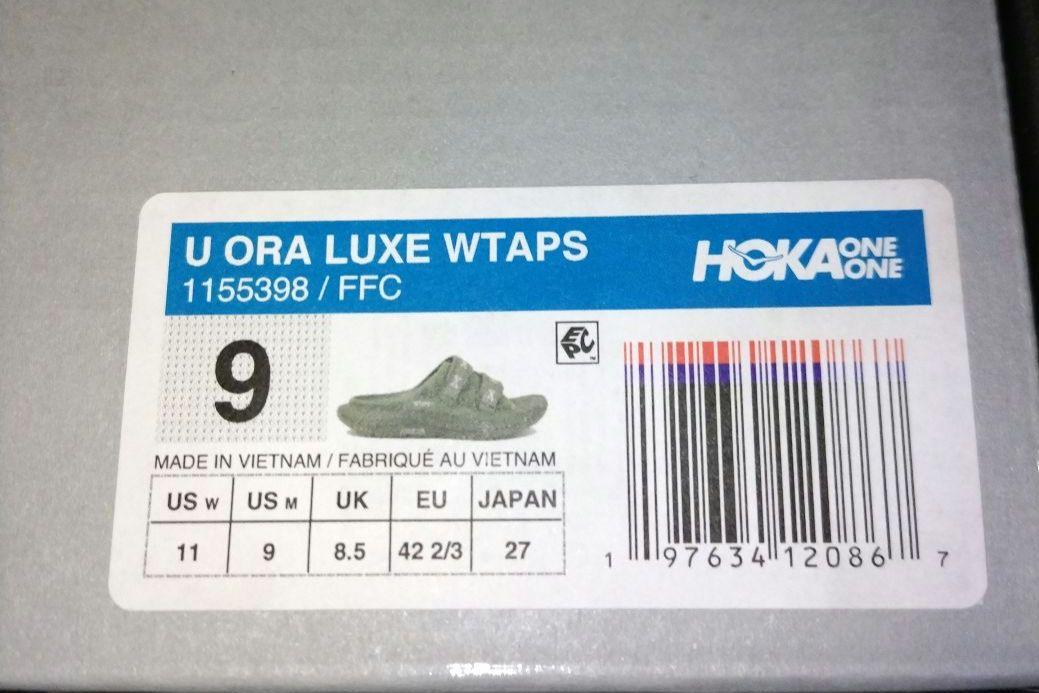 U ORA LUXE WTAPS
1155398 / FFC
HOKA ONE ONE
9
EPC™
MADE IN VIETNAM / FABRIQUÉ AU VIETNAM
US W US M UK EU JAPAN
11 9 8.5 42 2/3 27
1 97634 12086 7